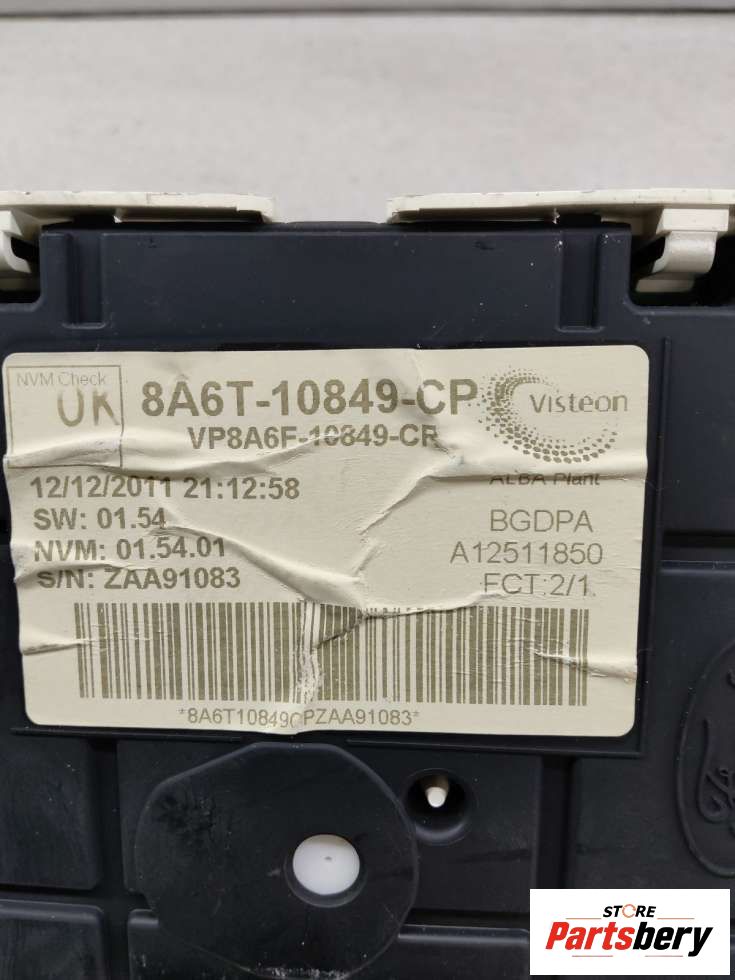 NVM Check
OK
8A6T-10849-CP
Visteon
VP8A6F-10849-CR
12/12/2011 21:12:58
ALBA Plant
SW: 01.54
BGDPA
NVM: 01.54.01
A12511850
S/N: ZAA91083
FCT:2/1
*8A6T10849CPZAA91083*
STORE
Partsbery